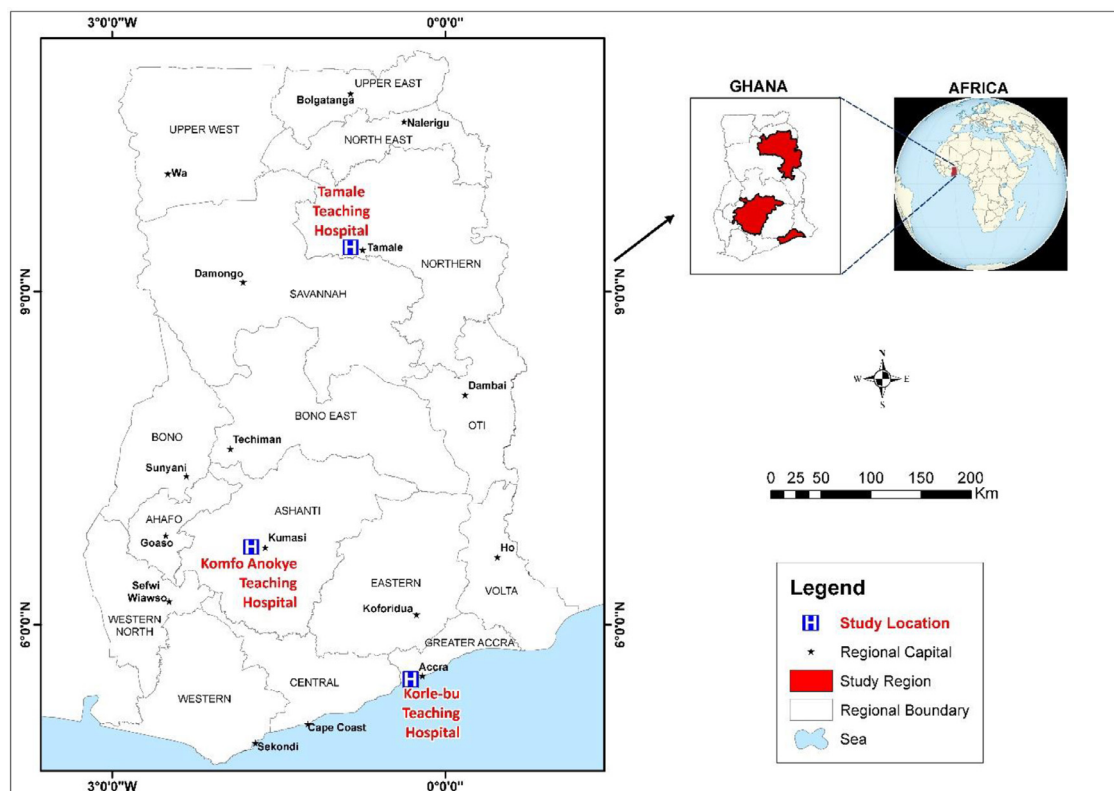 3°0'0"W
0°0'0"
UPPER EAST
Bolgatanga
Nalerigu
UPPER WEST
NORTH EAST
Wa
Tamale
Teaching
Hospital
H
Tamale
NORTHERN
Damongo
SAVANNAH
9°0'0"N
9°0'0"N
Dambai
BONO EAST
OTI
BONO
Techiman
Sunyani
ASHANTI
AHAFO
Goaso
H
Kumasi
Ho
Komfo Anokye
Teaching
Hospital
EASTERN
VOLTA
Sefwi
Wiawso
Koforidua
WESTERN
NORTH
6°0'0"N
6°0'0"N
GREATER ACCRA
Accra
H
CENTRAL
WESTERN
Korle-bu
Teaching
Hospital
Cape Coast
Sekondi
3°0'0"W
0°0'0"
GHANA
AFRICA
N
W
E
S
0 25 50 100 150 200
Km
Legend
H Study Location
Regional Capital
Study Region
Regional Boundary
Sea